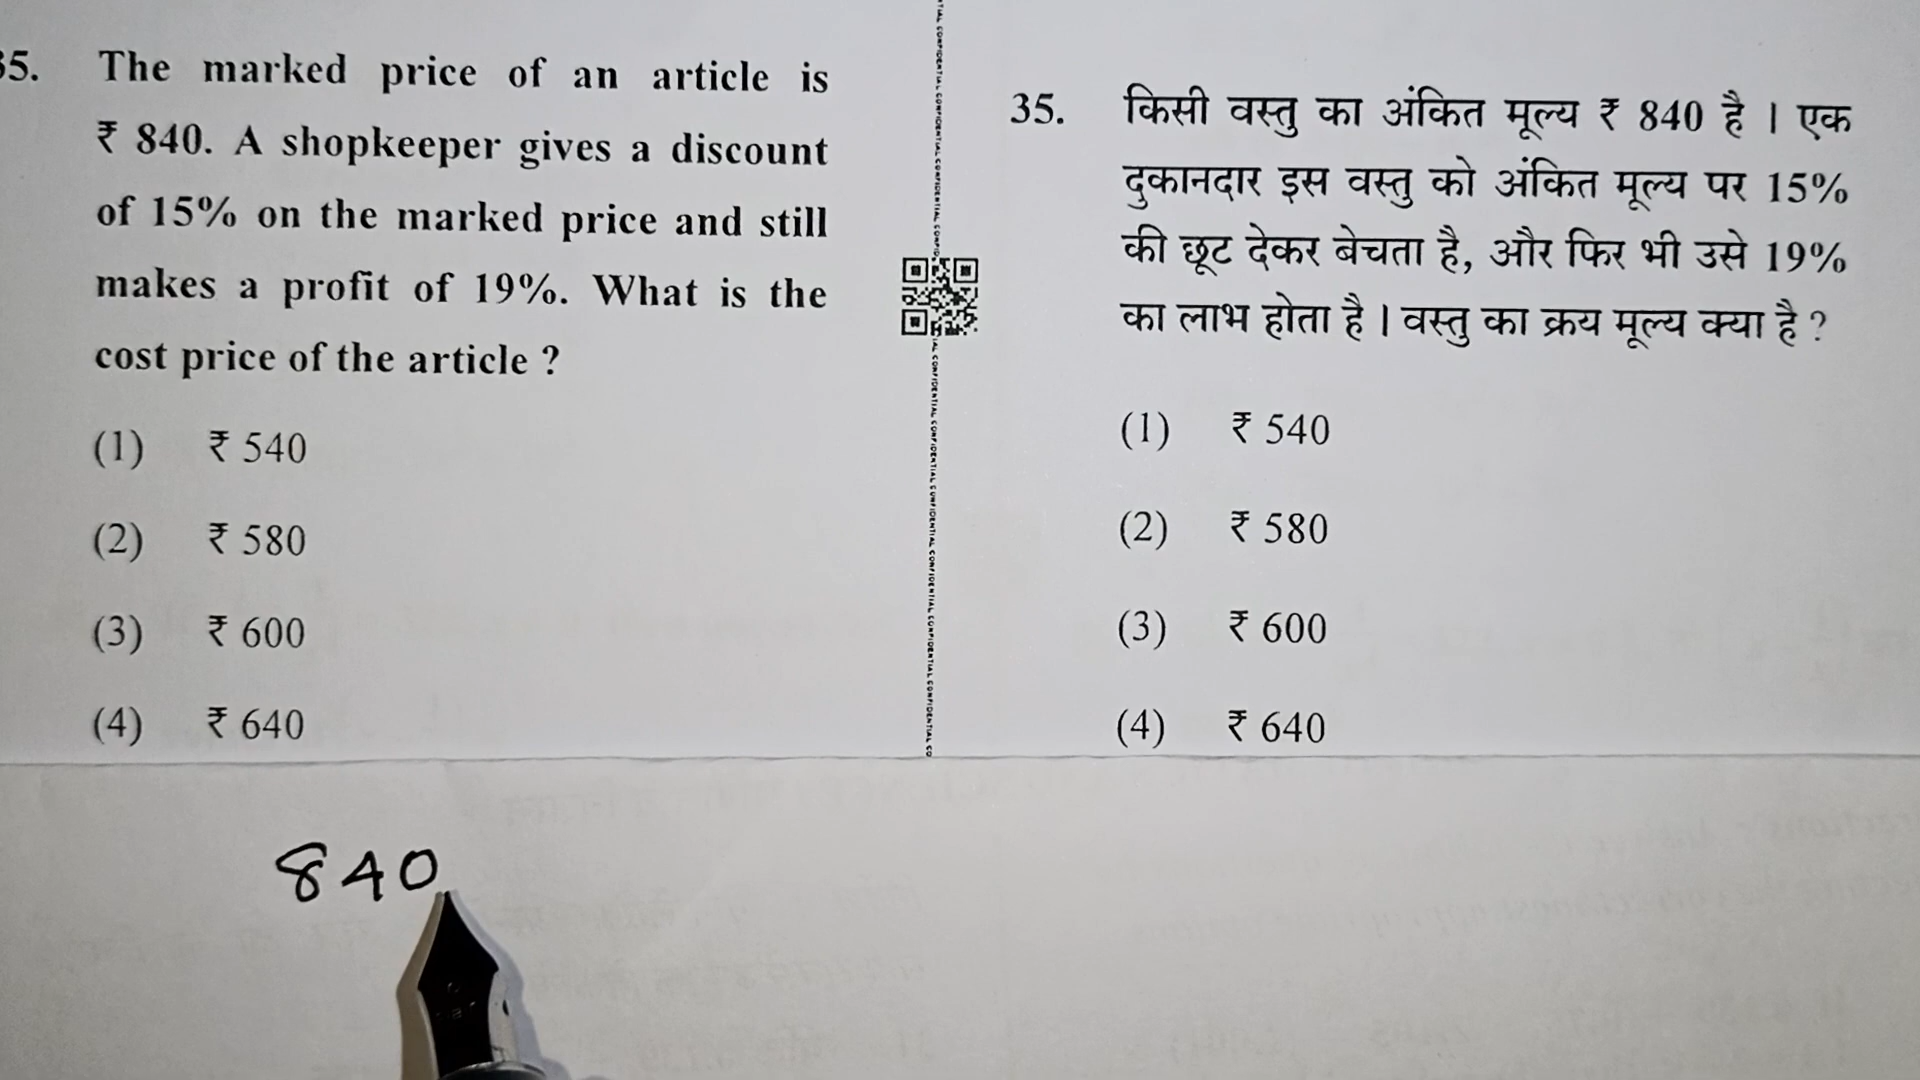 35. The marked price of an article is
₹ 840. A shopkeeper gives a discount
of 15% on the marked price and still
makes a profit of 19%. What is the
cost price of the article ?
(1) ₹ 540
(2) ₹ 580
(3) ₹ 600
(4) ₹ 640
35. किसी वस्तु का अंकित मूल्य ₹ 840 है । एक
दुकानदार इस वस्तु को अंकित मूल्य पर 15%
की छूट देकर बेचता है, और फिर भी उसे 19%
का लाभ होता है । वस्तु का क्रय मूल्य क्या है ?
(1) ₹ 540
(2) ₹ 580
(3) ₹ 600
(4) ₹ 640
840